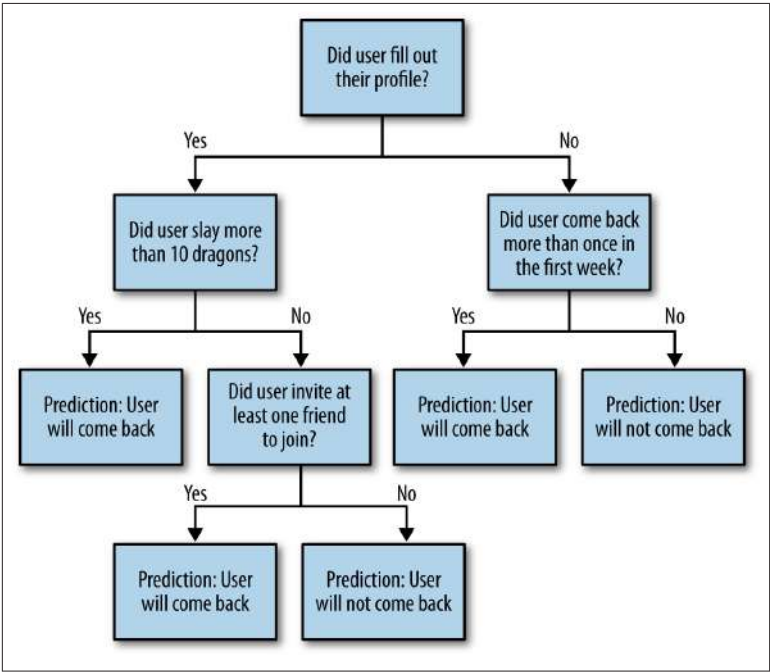 Did user fill out
their profile?
Yes
No
Did user slay more
than 10 dragons?
Did user come back
more than once in
the first week?
Yes
No
Yes
No
Prediction: User
will come back
Did user invite at
least one friend
to join?
Prediction: User
will come back
Prediction: User
will not come back
Yes
No
Prediction: User
will come back
Prediction: User
will not come back